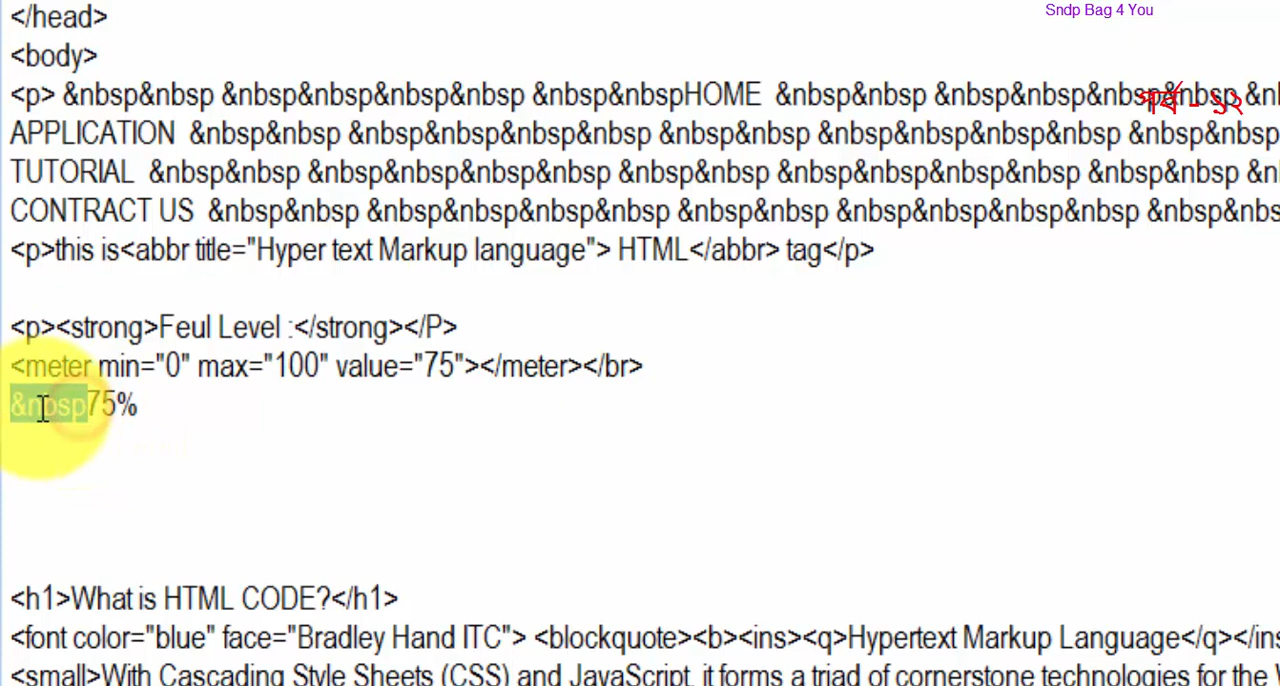 Sndp Bag 4 You
</head>
<body>
<p> &nbsp&nbsp &nbsp&nbsp&nbsp&nbsp &nbsp&nbspHOME &nbsp&nbsp &nbsp&nbsp&nbsp&nbsp &n
পর্ব - ১২
APPLICATION &nbsp&nbsp &nbsp&nbsp&nbsp&nbsp &nbsp&nbsp &nbsp&nbsp&nbsp&nbsp &nbsp&nbsp
TUTORIAL &nbsp&nbsp &nbsp&nbsp&nbsp&nbsp &nbsp&nbsp &nbsp&nbsp&nbsp&nbsp &nbsp&nbsp &n
CONTRACT US &nbsp&nbsp &nbsp&nbsp&nbsp&nbsp &nbsp&nbsp &nbsp&nbsp&nbsp&nbsp &nbsp&nbs
<p>this is<abbr title="Hyper text Markup language"> HTML</abbr> tag</p>
<p><strong>Feul Level :</strong></P>
<meter min="0" max="100" value="75"></meter></br>
&nbsp75%
<h1>What is HTML CODE?</h1>
<font color="blue" face="Bradley Hand ITC"> <blockquote><b><ins><q>Hypertext Markup Language</q></ins
<small>With Cascading Style Sheets (CSS) and JavaScript, it forms a triad of cornerstone technologies for the